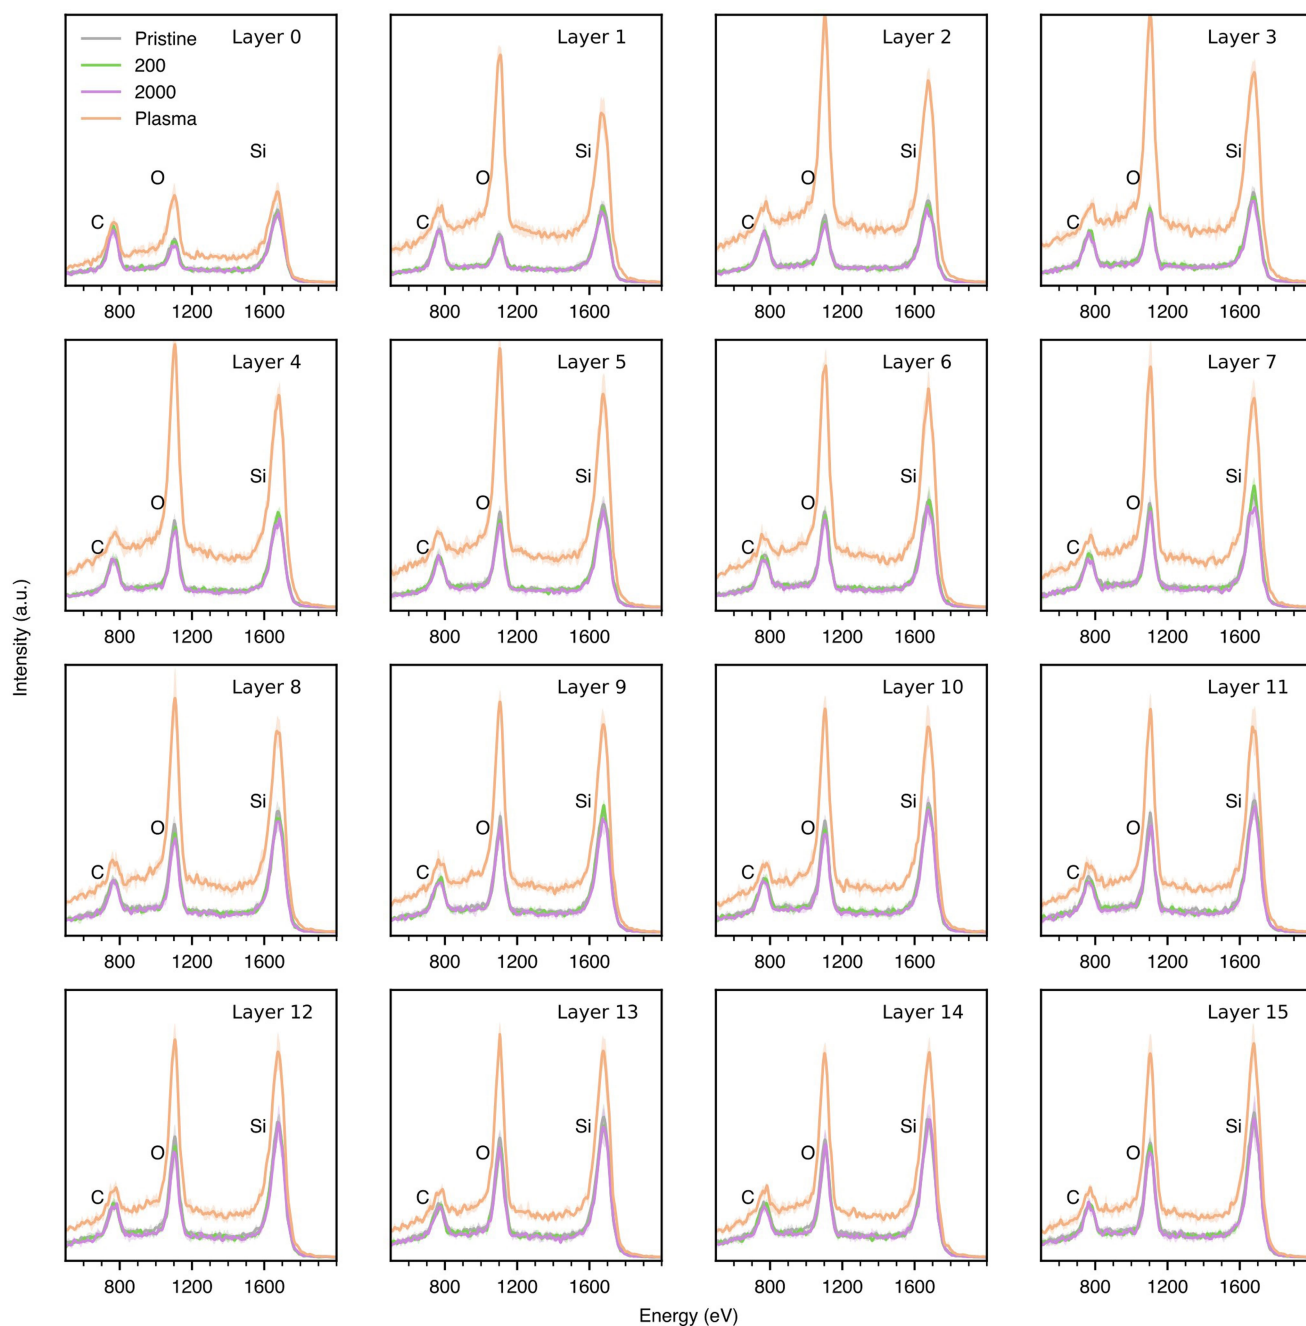 Layer 0
Pristine
200
2000
Plasma
C
O
Si
800 1200 1600
Layer 1
C
O
Si
800 1200 1600
Layer 2
C
O
Si
800 1200 1600
Layer 3
C
O
Si
800 1200 1600
Layer 4
C
O
Si
800 1200 1600
Layer 5
C
O
Si
800 1200 1600
Layer 6
C
O
Si
800 1200 1600
Layer 7
C
O
Si
800 1200 1600
Layer 8
C
O
Si
800 1200 1600
Layer 9
C
O
Si
800 1200 1600
Layer 10
C
O
Si
800 1200 1600
Layer 11
C
O
Si
800 1200 1600
Layer 12
C
O
Si
800 1200 1600
Layer 13
C
O
Si
800 1200 1600
Layer 14
C
O
Si
800 1200 1600
Layer 15
C
O
Si
800 1200 1600
Intensity (a.u.)
Energy (eV)